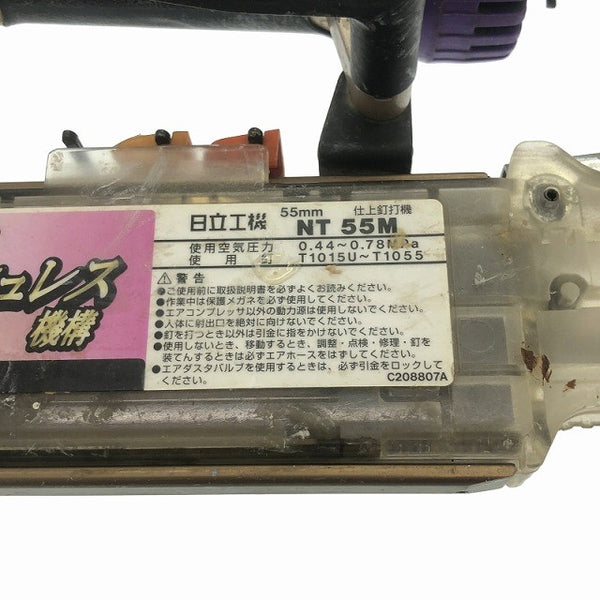 ュレス
機構
日立工機 55mm 仕上釘打機
NT 55M
使用空気圧力 0.44～0.78MPa
使用釘 T1015U～T1055
⚠警告
●ご使用前に取扱説明書を必ずよくお読みください。
●作業中は保護メガネを必ず使用してください。
●エアコンプレッサ以外の動力源は使用しないでください。
●人体に射出口を絶対に向けないでください。
●釘を打つとき以外は引金に指をかけないでください。
●使用しないとき、移動するとき、調整・点検・修理・釘を
装てんするときは必ずエアホースをはずしてください。
●エアダスタバルブを使用するときは、必ず引金をロックして
ください。
C208807A